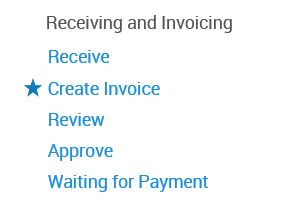 Receiving and Invoicing
Receive
Create Invoice
Review
Approve
Waiting for Payment